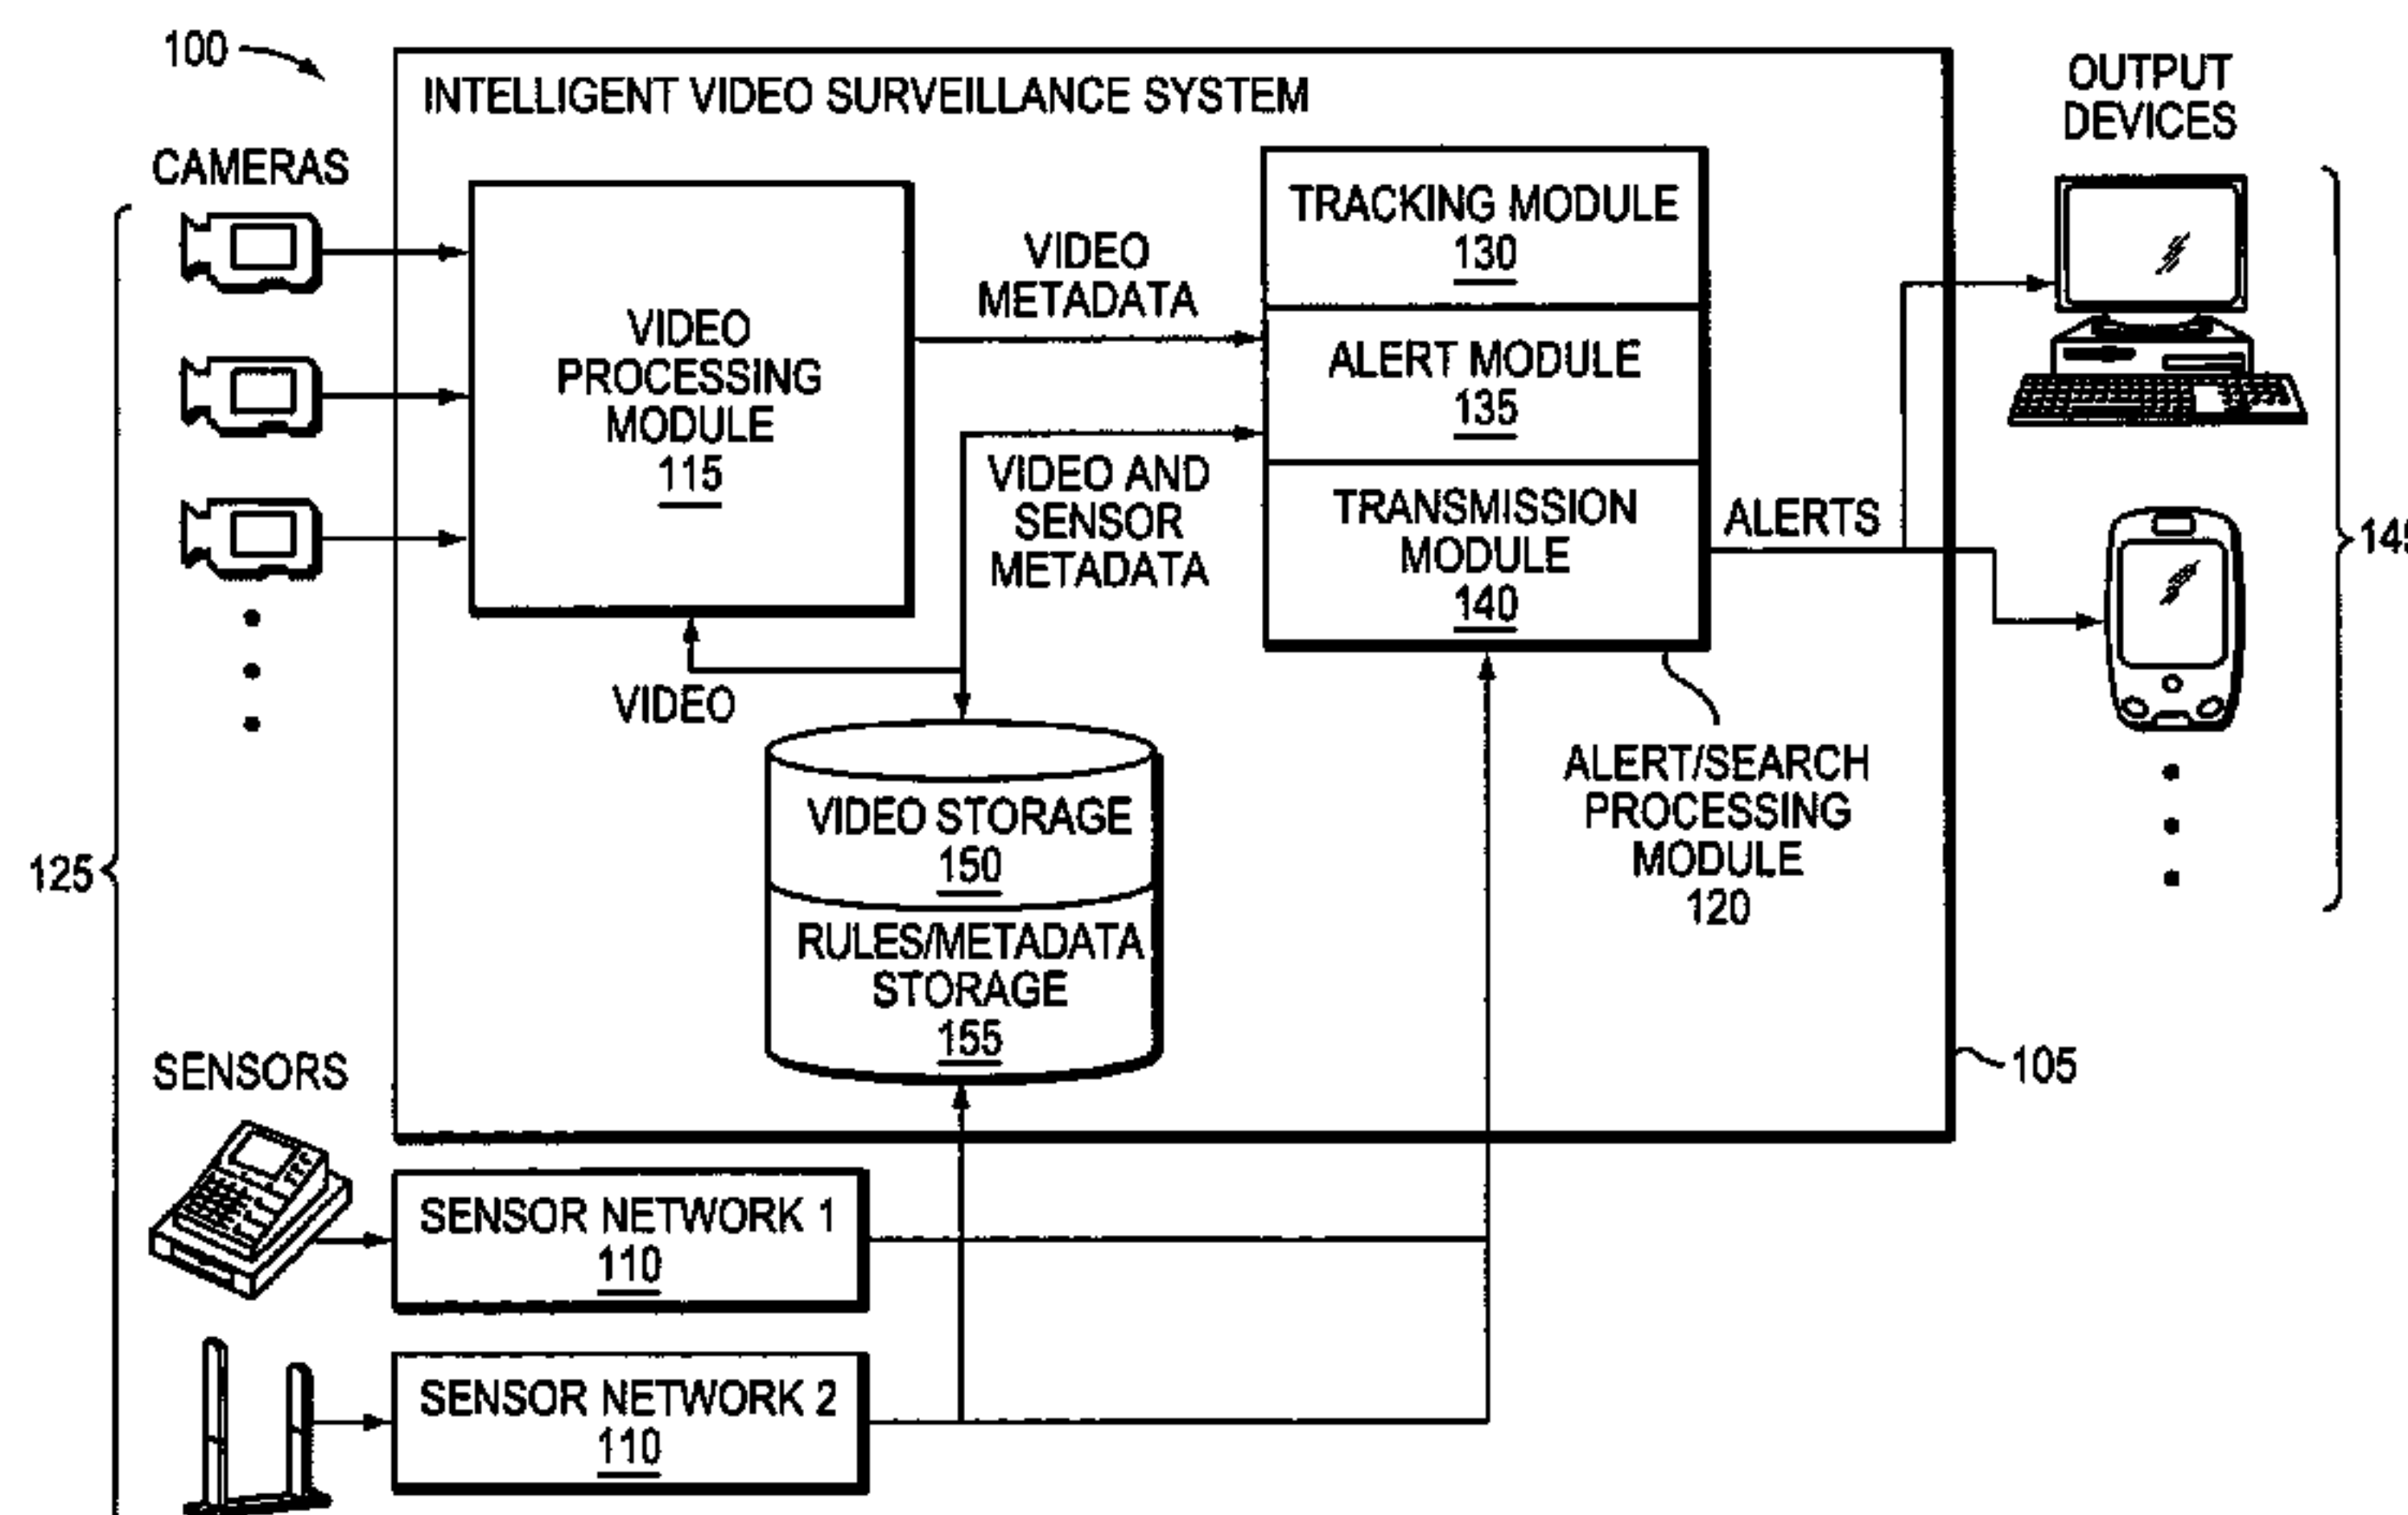 100
INTELLIGENT VIDEO SURVEILLANCE SYSTEM
OUTPUT
DEVICES
CAMERAS
VIDEO
PROCESSING
MODULE
115
VIDEO
METADATA
VIDEO AND
SENSOR
METADATA
TRACKING MODULE
130
ALERT MODULE
135
TRANSMISSION
MODULE
140
ALERTS
VIDEO
VIDEO STORAGE
150
RULES/METADATA
STORAGE
155
ALERT/SEARCH
PROCESSING
MODULE
120
125
105
SENSORS
SENSOR NETWORK 1
110
SENSOR NETWORK 2
110